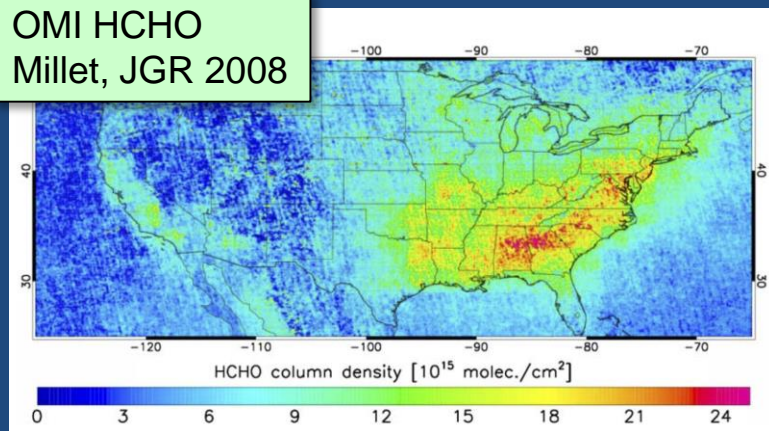 OMI HCHO
Millet, JGR 2008
-100 -90 -80 -70
40 40
30 30
-120 -110 -100 -90 -80 -70
HCHO column density [10¹⁵ molec./cm²]
0 3 6 9 12 15 18 21 24